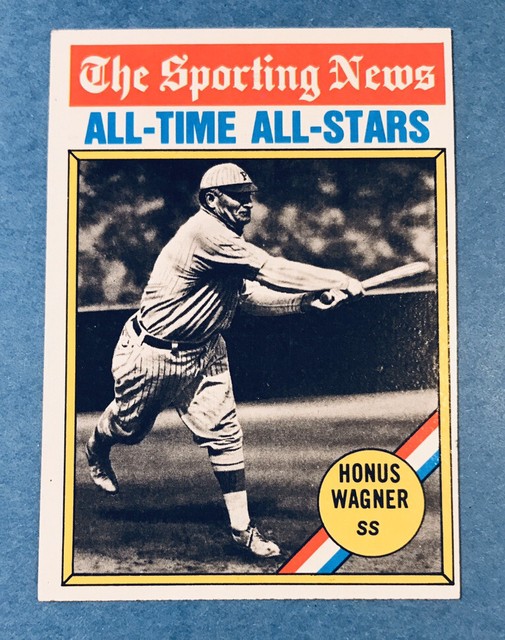 The Sporting News
ALL-TIME ALL-STARS
P
HONUS
WAGNER
SS